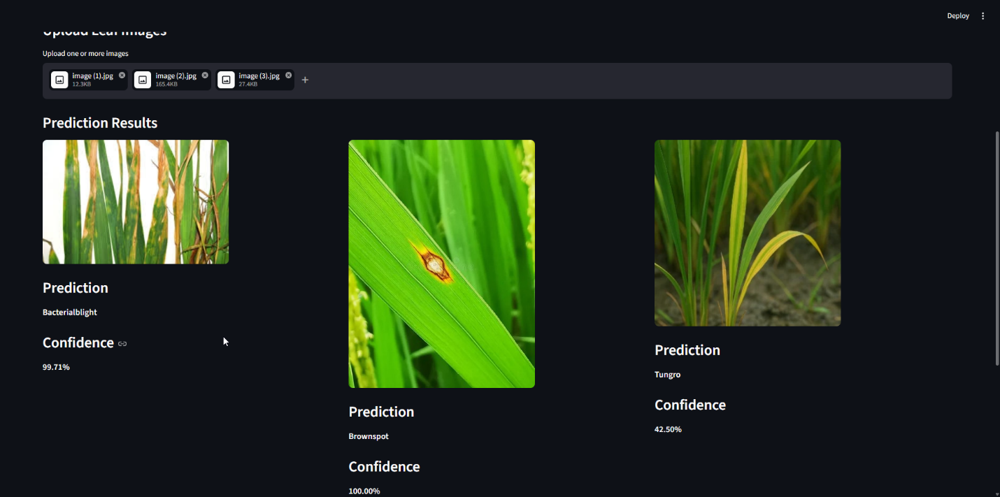 Deploy
Upload Leaf Images
Upload one or more images
image (1).jpg
12.3KB
image (2).jpg
165.4KB
image (3).jpg
27.4KB
Prediction Results
Prediction
Bacterialblight
Confidence
99.71%
Prediction
Brownspot
Confidence
100.00%
Prediction
Tungro
Confidence
42.50%